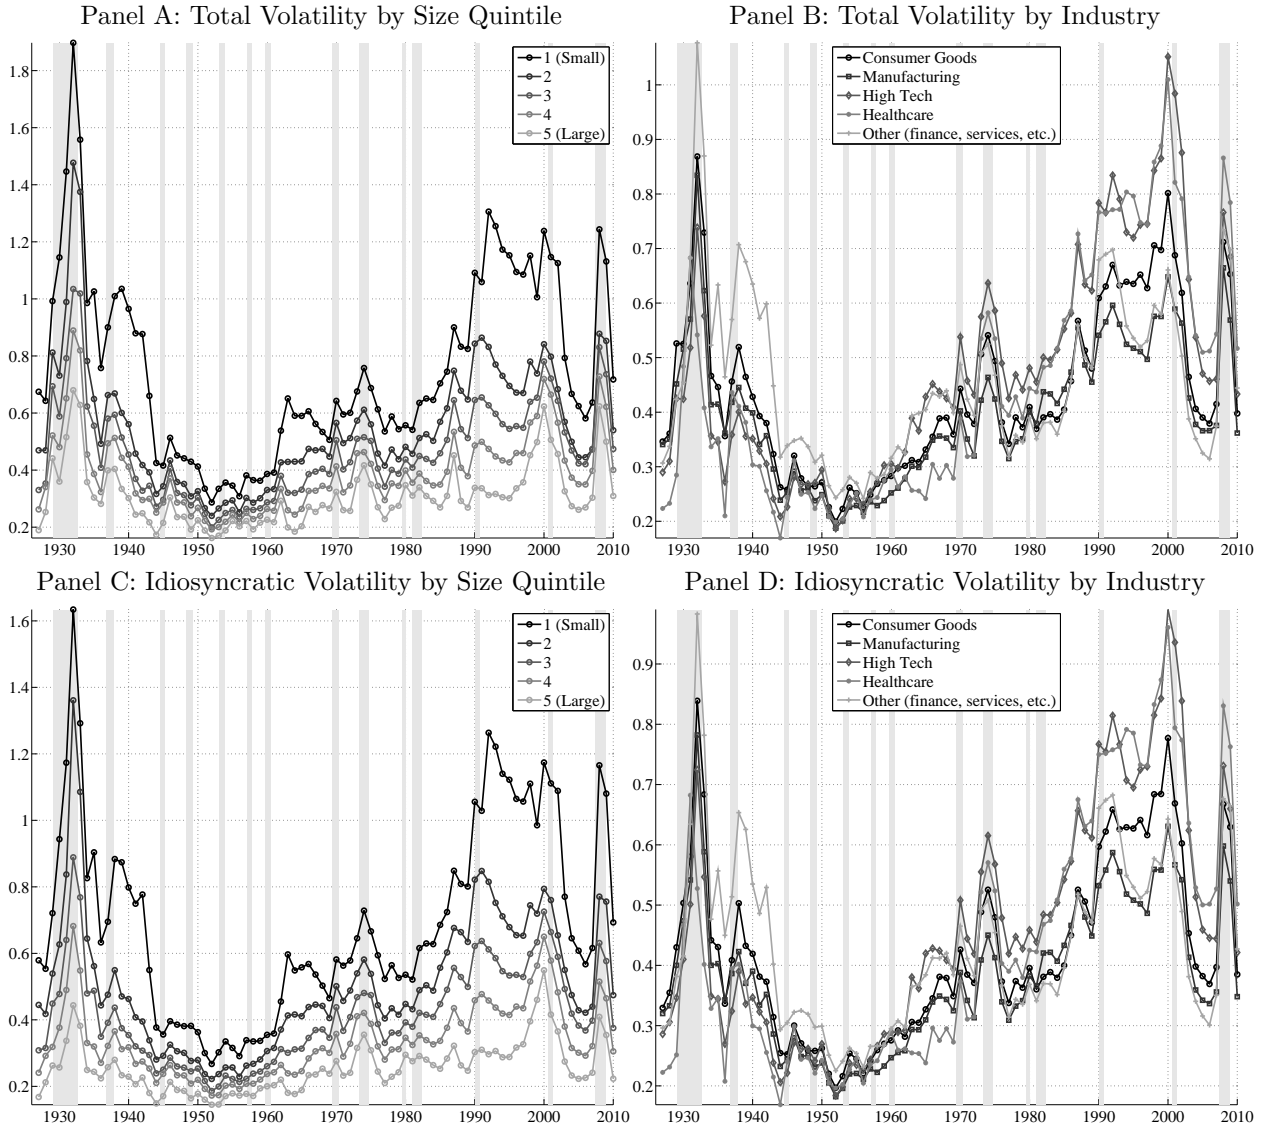 Panel A: Total Volatility by Size Quintile
1.8
1.6
1.4
1.2
1
0.8
0.6
0.4
0.2
1 (Small)
2
3
4
5 (Large)
1930 1940 1950 1960 1970 1980 1990 2000 2010
Panel B: Total Volatility by Industry
1
0.9
0.8
0.7
0.6
0.5
0.4
0.3
0.2
Consumer Goods
Manufacturing
High Tech
Healthcare
Other (finance, services, etc.)
1930 1940 1950 1960 1970 1980 1990 2000 2010
Panel C: Idiosyncratic Volatility by Size Quintile
1.6
1.4
1.2
1
0.8
0.6
0.4
0.2
1 (Small)
2
3
4
5 (Large)
1930 1940 1950 1960 1970 1980 1990 2000 2010
Panel D: Idiosyncratic Volatility by Industry
0.9
0.8
0.7
0.6
0.5
0.4
0.3
0.2
Consumer Goods
Manufacturing
High Tech
Healthcare
Other (finance, services, etc.)
1930 1940 1950 1960 1970 1980 1990 2000 2010